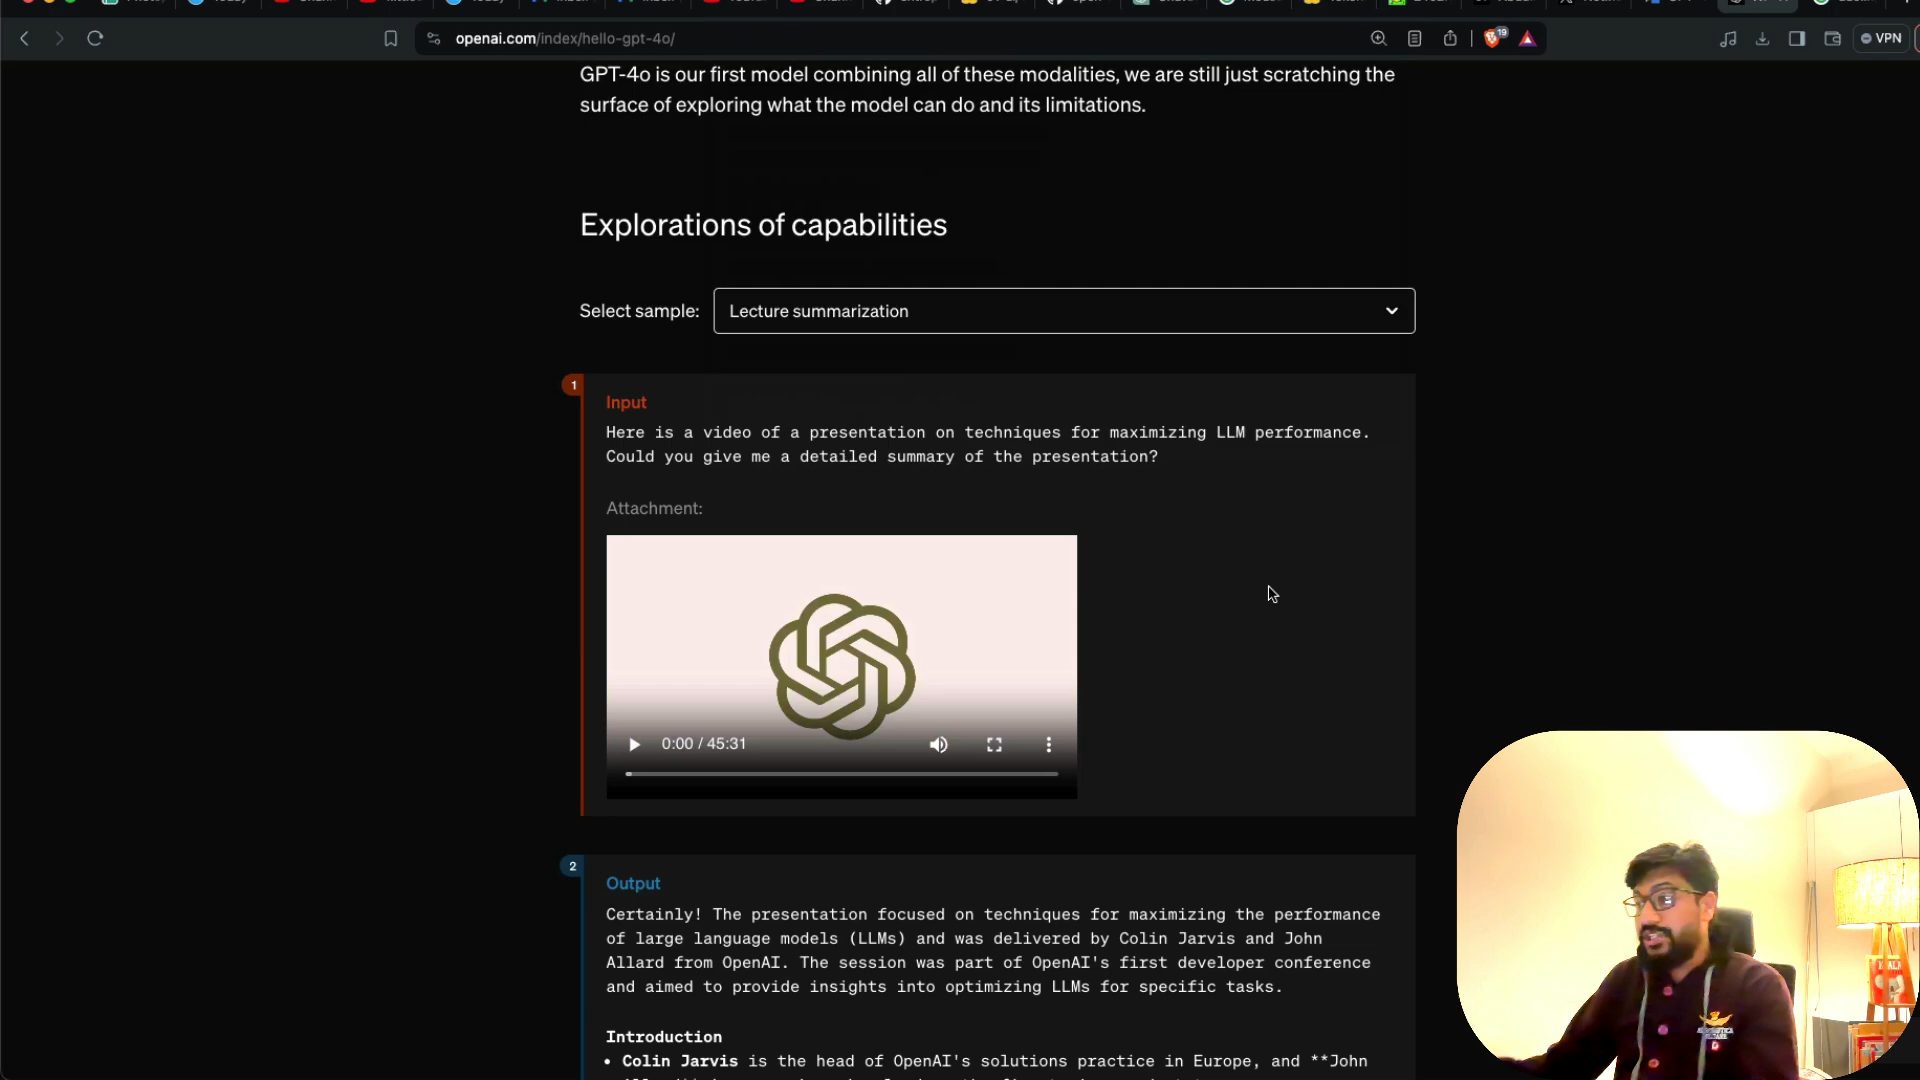 openai.com/index/hello-gpt-4o/
19
VPN
GPT-4o is our first model combining all of these modalities, we are still just scratching the
surface of exploring what the model can do and its limitations.
Explorations of capabilities
Select sample:
Lecture summarization
1
Input
Here is a video of a presentation on techniques for maximizing LLM performance.
Could you give me a detailed summary of the presentation?
Attachment:
0:00 / 45:31
2
Output
Certainly! The presentation focused on techniques for maximizing the performance
of large language models (LLMs) and was delivered by Colin Jarvis and John
Allard from OpenAI. The session was part of OpenAI's first developer conference
and aimed to provide insights into optimizing LLMs for specific tasks.
Introduction
• Colin Jarvis is the head of OpenAI's solutions practice in Europe, and **John